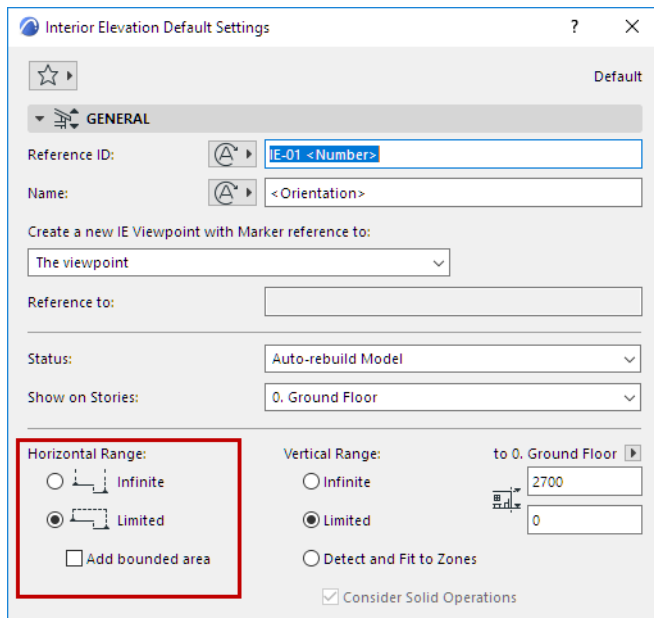 Interior Elevation Default Settings
Default
GENERAL
Reference ID:
IE-01 <Number>
Name:
<Orientation>
Create a new IE Viewpoint with Marker reference to:
The viewpoint
Reference to:
Status:
Auto-rebuild Model
Show on Stories:
0. Ground Floor
Horizontal Range:
Infinite
Limited
Add bounded area
Vertical Range:
to 0. Ground Floor
Infinite
2700
Limited
0
Detect and Fit to Zones
Consider Solid Operations